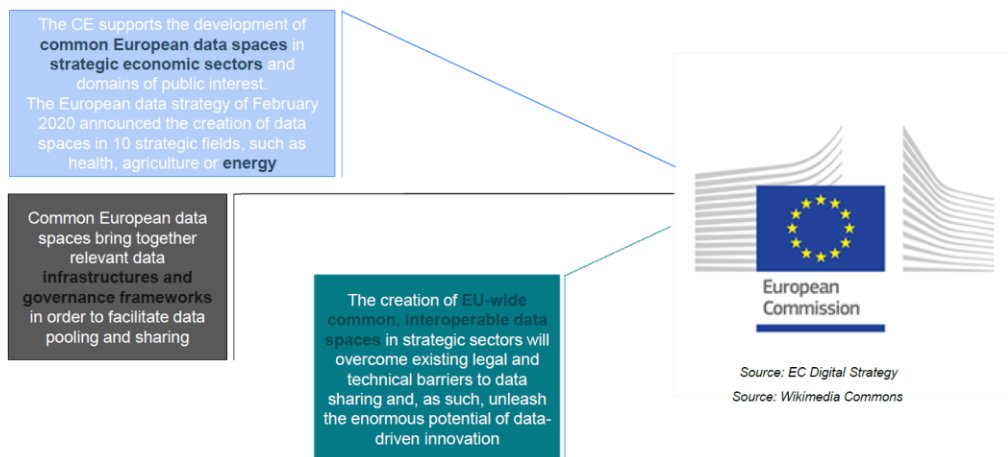 The CE supports the development of
common European data spaces in
strategic economic sectors and
domains of public interest.
The European data strategy of February
2020 announced the creation of data
spaces in 10 strategic fields, such as
health, agriculture or energy
Common European data
spaces bring together
relevant data
infrastructures and
governance frameworks
in order to facilitate data
pooling and sharing
The creation of EU-wide
common, interoperable data
spaces in strategic sectors will
overcome existing legal and
technical barriers to data
sharing and, as such, unleash
the enormous potential of data-
driven innovation
European
Commission
Source: EC Digital Strategy
Source: Wikimedia Commons